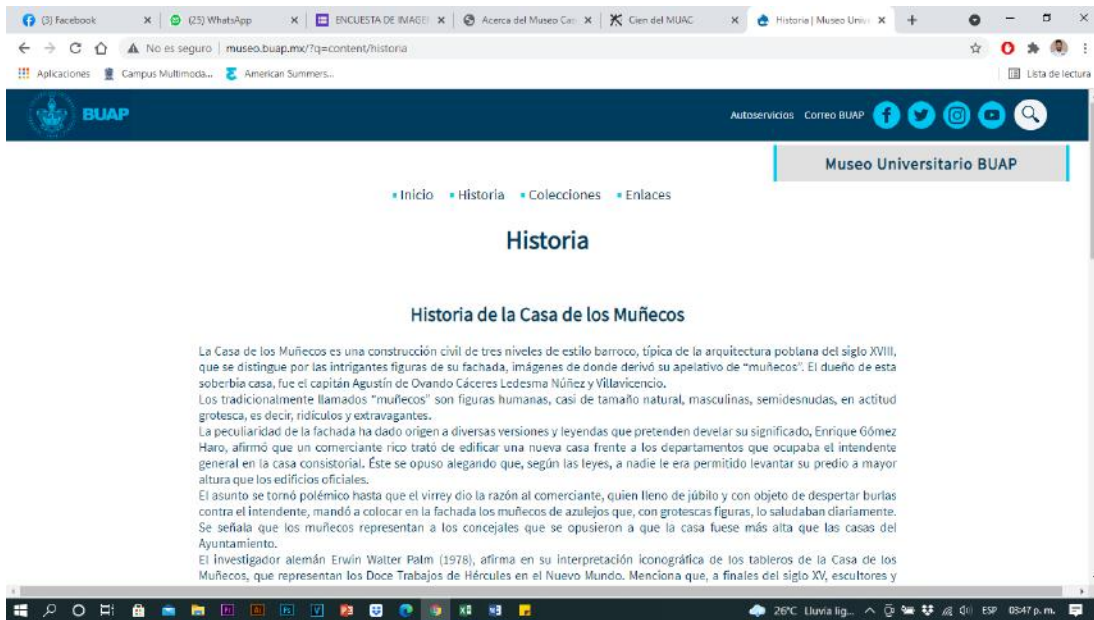 (3) Facebook
(25) WhatsApp
ENCUESTA DE IMAGE
Acerca del Museo Can
Cien del MUAC
Historia | Museo Univ
No es seguro | museo.buap.mx/?q=content/historia
Aplicaciones
Campus Multimoda...
American Summers...
Lista de lectura
BUAP
Autoservicios Correo BUAP
Museo Universitario BUAP
Inicio Historia Colecciones Enlaces
Historia
Historia de la Casa de los Muñecos
La Casa de los Muñecos es una construcción civil de tres niveles de estilo barroco, típica de la arquitectura poblana del siglo XVIII,
que se distingue por las intrigantes figuras de su fachada, imágenes de donde derivó su apelativo de “muñecos”. El dueño de esta
soberbia casa, fue el capitán Agustín de Ovando Cáceres Ledesma Núñez y Villavicencio.
Los tradicionalmente llamados “muñecos” son figuras humanas, casi de tamaño natural, masculinas, semidesnudas, en actitud
grotesca, es decir, ridículos y extravagantes.
La peculiaridad de la fachada ha dado origen a diversas versiones y leyendas que pretenden develar su significado, Enrique Gómez
Haro, afirmó que un comerciante rico trató de edificar una nueva casa frente a los departamentos que ocupaba el intendente
general en la casa consistorial. Éste se opuso alegando que, según las leyes, a nadie le era permitido levantar su predio a mayor
altura que los edificios oficiales.
El asunto se tornó polémico hasta que el virrey dio la razón al comerciante, quien lleno de júbilo y con objeto de despertar burlas
contra el intendente, mandó a colocar en la fachada los muñecos de azulejos que, con grotescas figuras, lo saludaban diariamente.
Se señala que los muñecos representan a los concejales que se opusieron a que la casa fuese más alta que las casas del
Ayuntamiento.
El investigador alemán Erwin Walter Palm (1978), afirma en su interpretación iconográfica de los tableros de la Casa de los
Muñecos, que representan los Doce Trabajos de Hércules en el Nuevo Mundo. Menciona que, a finales del siglo XV, escultores y
26°C Lluvia lig... ESP 03:47 p. m.